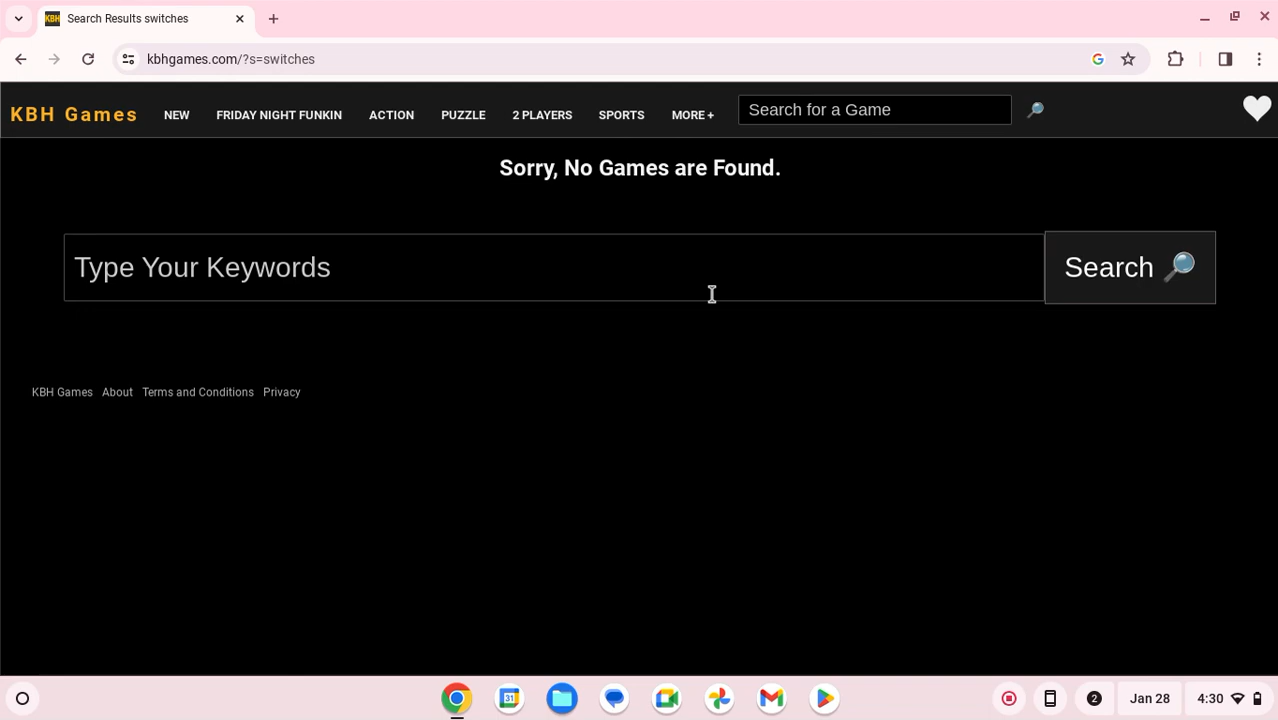 Search Results switches
kbhgames.com/?s=switches
KBH Games NEW FRIDAY NIGHT FUNKIN ACTION PUZZLE 2 PLAYERS SPORTS MORE + Search for a Game
Sorry, No Games are Found.
Type Your Keywords Search
KBH Games About Terms and Conditions Privacy
31 2 Jan 28 4:30